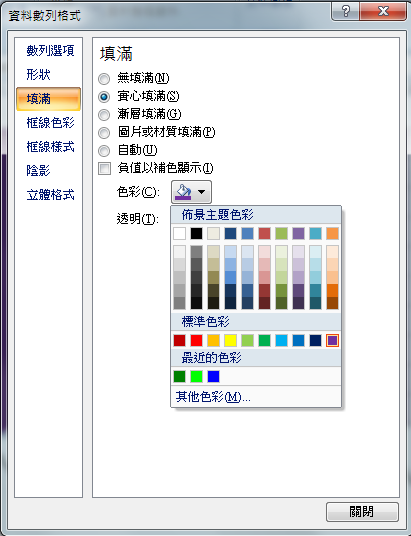 資料數列格式
數列選項
形狀
填滿
框線色彩
框線樣式
陰影
立體格式
填滿
無填滿(N)
實心填滿(S)
漸層填滿(G)
圖片或材質填滿(P)
自動(U)
負值以補色顯示(I)
色彩(C):
透明(T):
佈景主題色彩
標準色彩
最近的色彩
其他色彩(M)...
關閉